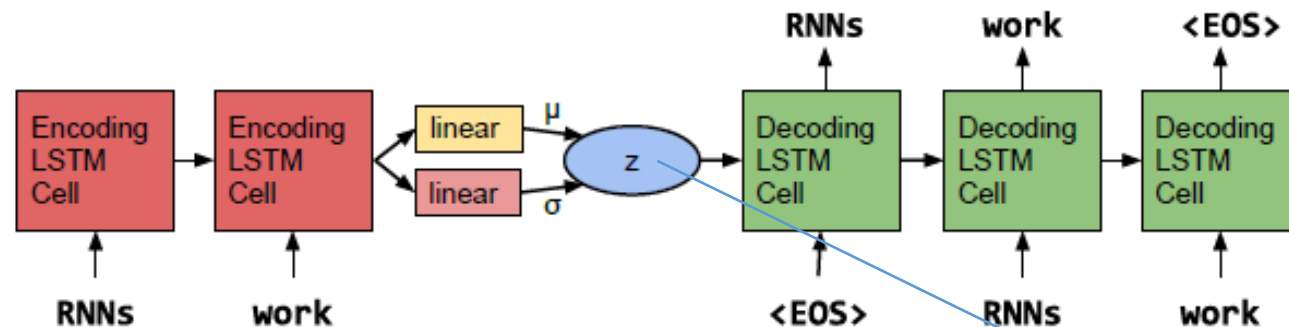 RNNs work <EOS>
Encoding LSTM Cell
Encoding LSTM Cell
linear
μ
linear
σ
z
Decoding LSTM Cell
Decoding LSTM Cell
Decoding LSTM Cell
RNNs work <EOS> RNNs work